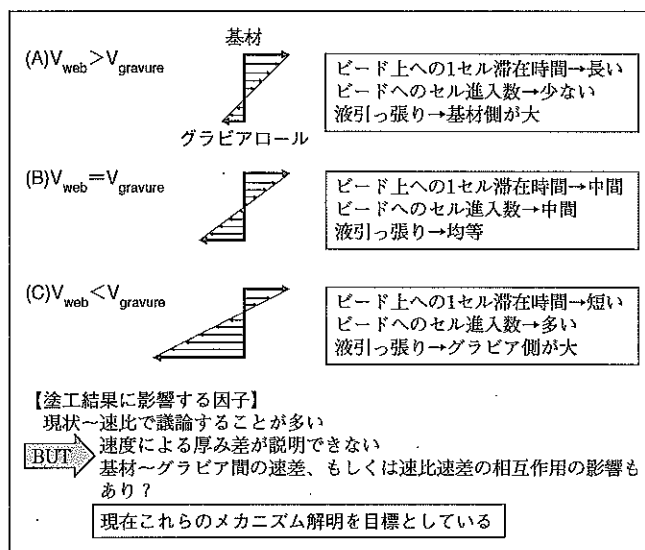 基材
(A)Vweb>Vgravure
ビード上への1セル滞在時間→長い
ビードへのセル進入数→少ない
液引っ張り→基材側が大
グラビアロール
(B)Vweb=Vgravure
ビード上への1セル滞在時間→中間
ビードへのセル進入数→中間
液引っ張り→均等
(C)Vweb<Vgravure
ビード上への1セル滞在時間→短い
ビードへのセル進入数→多い
液引っ張り→グラビア側が大
【塗工結果に影響する因子】
現状~速比で議論することが多い
BUT 速度による厚み差が説明できない
基材~グラビア間の速差、もしくは速比速差の相互作用の影響も
あり?
現在これらのメカニズム解明を目標としている